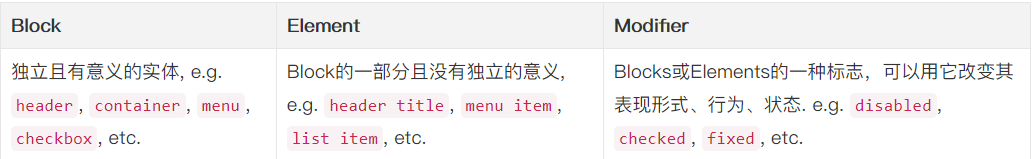 Block
Element
Modifier
独立且有意义的实体, e.g.
header, container, menu,
checkbox, etc.
Block的一部分且没有独立的意义,
e.g. header title, menu item,
list item, etc.
Blocks或Elements的一种标志，可以用它改变其
表现形式、行为、状态. e.g. disabled,
checked, fixed, etc.